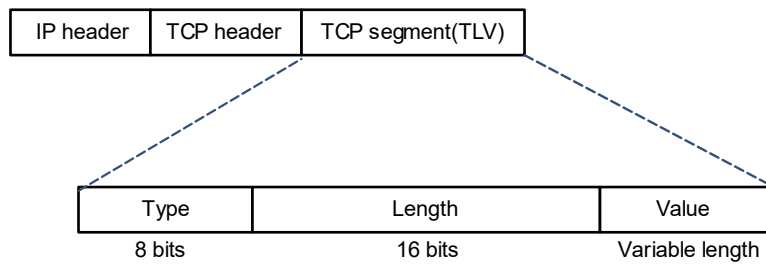 IP header TCP header TCP segment(TLV)
Type Length Value
8 bits 16 bits Variable length